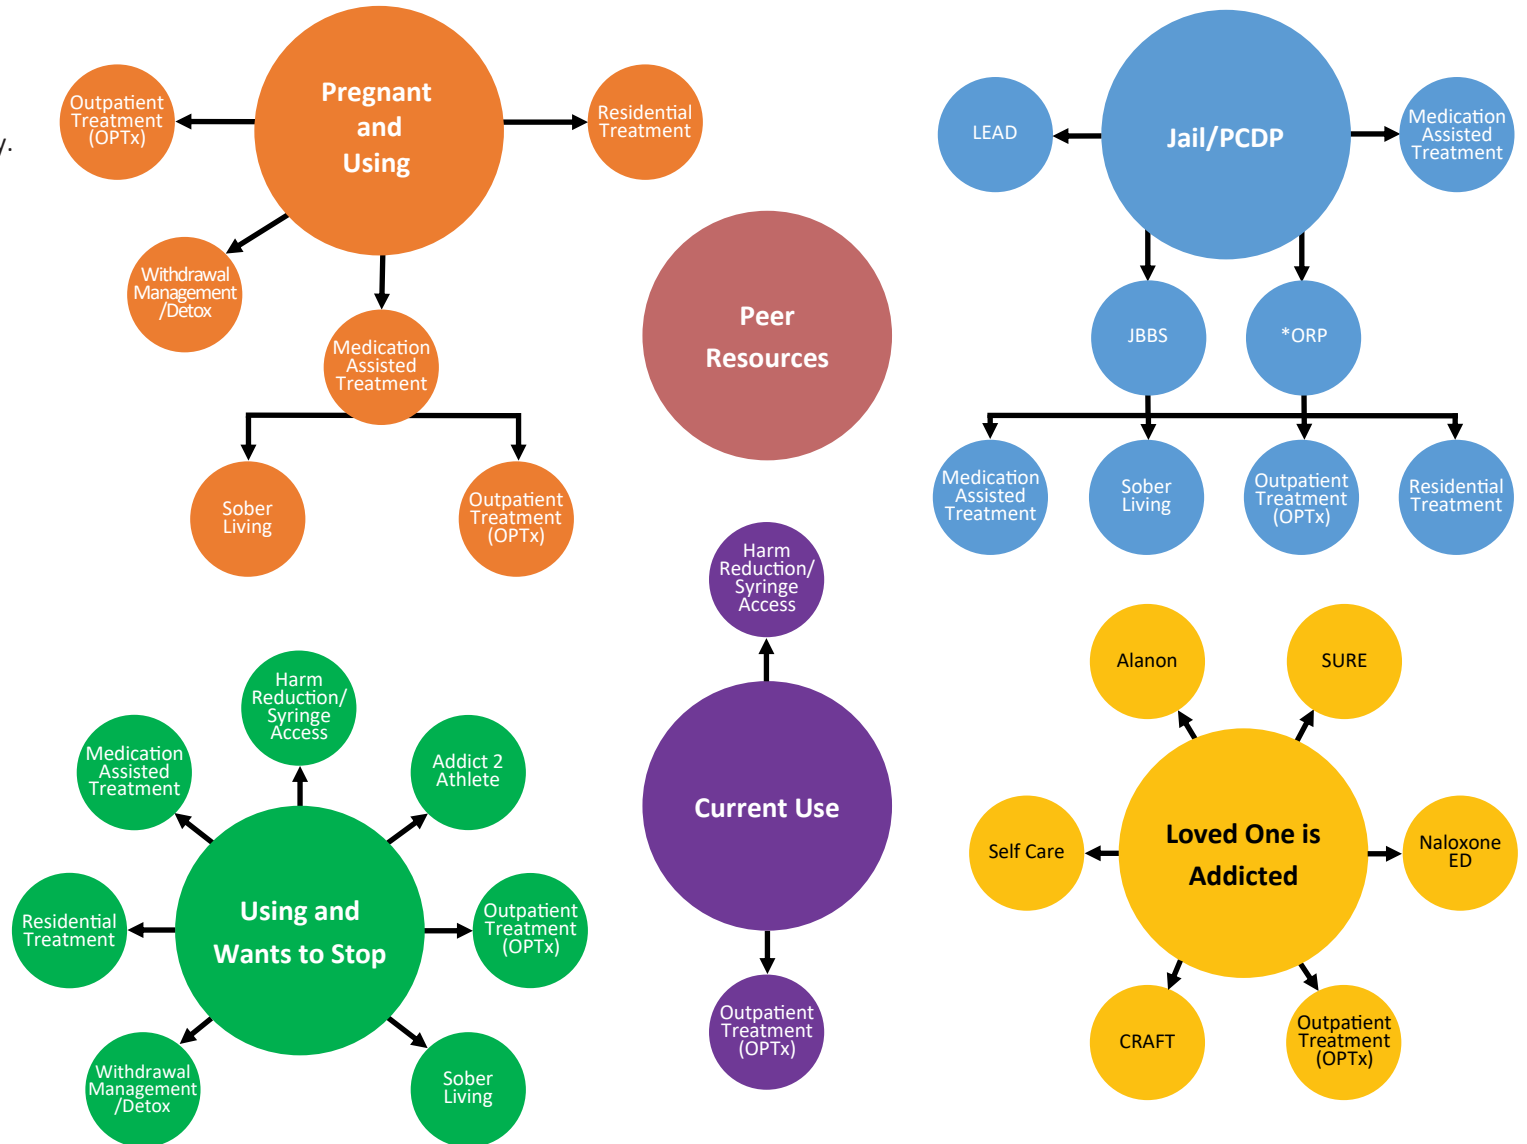 y.
Pregnant
and
Using
Outpatient
Treatment
(OPTx)
Residential
Treatment
Withdrawal
Management
/Detox
Medication
Assisted
Treatment
Sober
Living
Outpatient
Treatment
(OPTx)
Jail/PCDP
LEAD
Medication
Assisted
Treatment
JBBS
*ORP
Medication
Assisted
Treatment
Sober
Living
Outpatient
Treatment
(OPTx)
Residential
Treatment
Peer
Resources
Harm
Reduction/
Syringe
Access
Current Use
Outpatient
Treatment
(OPTx)
Harm
Reduction/
Syringe
Access
Medication
Assisted
Treatment
Addict 2
Athlete
Residential
Treatment
Using and
Wants to Stop
Outpatient
Treatment
(OPTx)
Withdrawal
Management
/Detox
Sober
Living
Alanon
SURE
Self Care
Loved One is
Addicted
Naloxone
ED
CRAFT
Outpatient
Treatment
(OPTx)